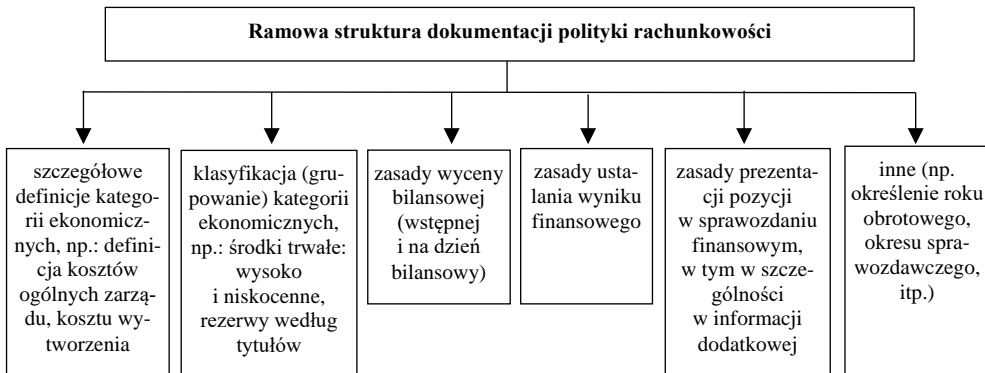 Ramowa struktura dokumentacji polityki rachunkowości
szczegółowe
definicje katego-
rii ekonomicz-
nych, np.: defini-
cja kosztów
ogólnych zarzą-
du, kosztu wy-
tworzenia
klasyfikacja (gru-
powanie) kategorii
ekonomicznych,
np.: środki trwałe:
wysoko
i niskocenne,
rezerwy według
tytułów
zasady wyceny
bilansowej
(wstępnej
i na dzień
bilansowy)
zasady usta-
lania wyniku
finansowego
zasady prezenta-
cji pozycji
w sprawozdaniu
finansowym,
w tym w szcze-
gólności
w informacji
dodatkowej
inne (np.
określenie roku
obrotowego,
okresu spra-
wozdawczego,
itp.)